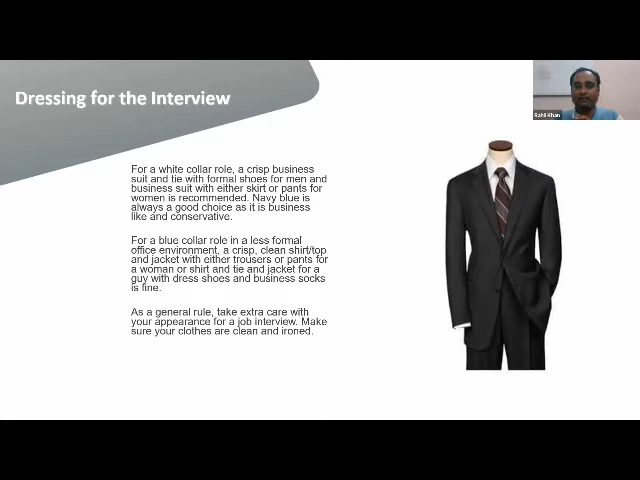 Dressing for the Interview
Rahil Khan
For a white collar role, a crisp business
suit and tie with formal shoes for men and
business suit with either skirt or pants for
women is recommended. Navy blue is
always a good choice as it is business
like and conservative.
For a blue collar role in a less formal
office environment, a crisp, clean shirt/top
and jacket with either trousers or pants for
a woman or shirt and tie and jacket for a
guy with dress shoes and business socks
is fine.
As a general rule, take extra care with
your appearance for a job interview. Make
sure your clothes are clean and ironed.